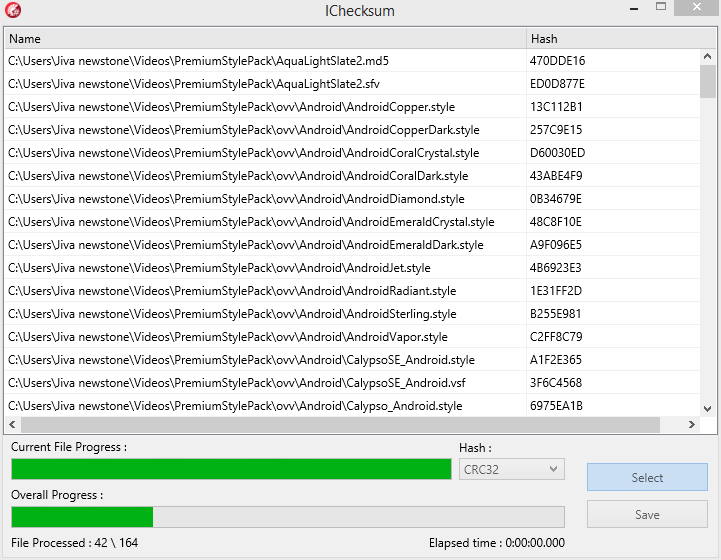 IChecksum
Name Hash
C:\Users\Jiva newstone\Videos\PremiumStylePack\AquaLightSlate2.md5 470DDE16
C:\Users\Jiva newstone\Videos\PremiumStylePack\AquaLightSlate2.sfv ED0D877E
C:\Users\Jiva newstone\Videos\PremiumStylePack\ovv\Android\AndroidCopper.style 13C112B1
C:\Users\Jiva newstone\Videos\PremiumStylePack\ovv\Android\AndroidCopperDark.style 257C9E15
C:\Users\Jiva newstone\Videos\PremiumStylePack\ovv\Android\AndroidCoralCrystal.style D60030ED
C:\Users\Jiva newstone\Videos\PremiumStylePack\ovv\Android\AndroidCoralDark.style 43ABE4F9
C:\Users\Jiva newstone\Videos\PremiumStylePack\ovv\Android\AndroidDiamond.style 0B34679E
C:\Users\Jiva newstone\Videos\PremiumStylePack\ovv\Android\AndroidEmeraldCrystal.style 48C8F10E
C:\Users\Jiva newstone\Videos\PremiumStylePack\ovv\Android\AndroidEmeraldDark.style A9F096E5
C:\Users\Jiva newstone\Videos\PremiumStylePack\ovv\Android\AndroidJet.style 4B6923E3
C:\Users\Jiva newstone\Videos\PremiumStylePack\ovv\Android\AndroidRadiant.style 1E31FF2D
C:\Users\Jiva newstone\Videos\PremiumStylePack\ovv\Android\AndroidSterling.style B255E981
C:\Users\Jiva newstone\Videos\PremiumStylePack\ovv\Android\AndroidVapor.style C2FF8C79
C:\Users\Jiva newstone\Videos\PremiumStylePack\ovv\Android\CalypsoSE_Android.style A1F2E365
C:\Users\Jiva newstone\Videos\PremiumStylePack\ovv\Android\CalypsoSE_Android.vsf 3F6C4568
C:\Users\Jiva newstone\Videos\PremiumStylePack\ovv\Android\Calypso_Android.style 6975EA1B
Current File Progress : Hash :
CRC32
Select
Overall Progress :
Save
File Processed : 42 \ 164 Elapsed time : 0:00:00.000